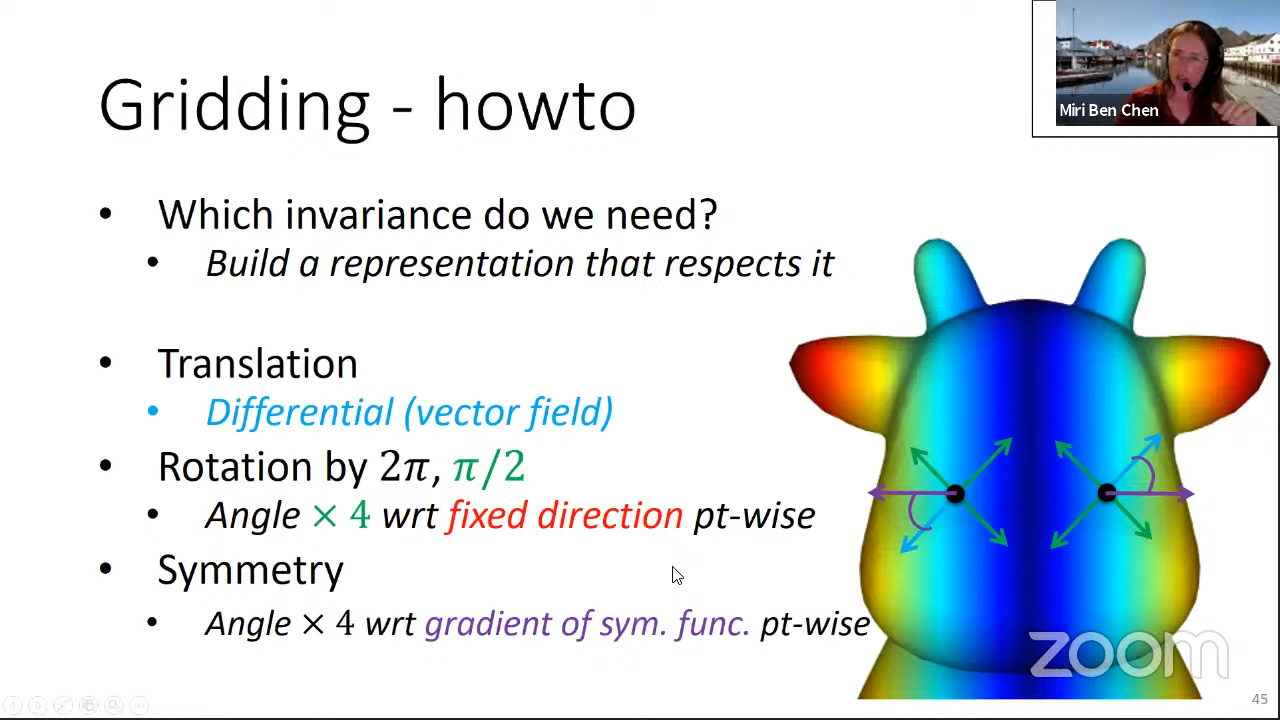 Gridding - howto
Miri Ben Chen
• Which invariance do we need?
• Build a representation that respects it
• Translation
• Differential (vector field)
• Rotation by 2π, π/2
• Angle × 4 wrt fixed direction pt-wise
• Symmetry
• Angle × 4 wrt gradient of sym. func. pt-wise
zoom
45